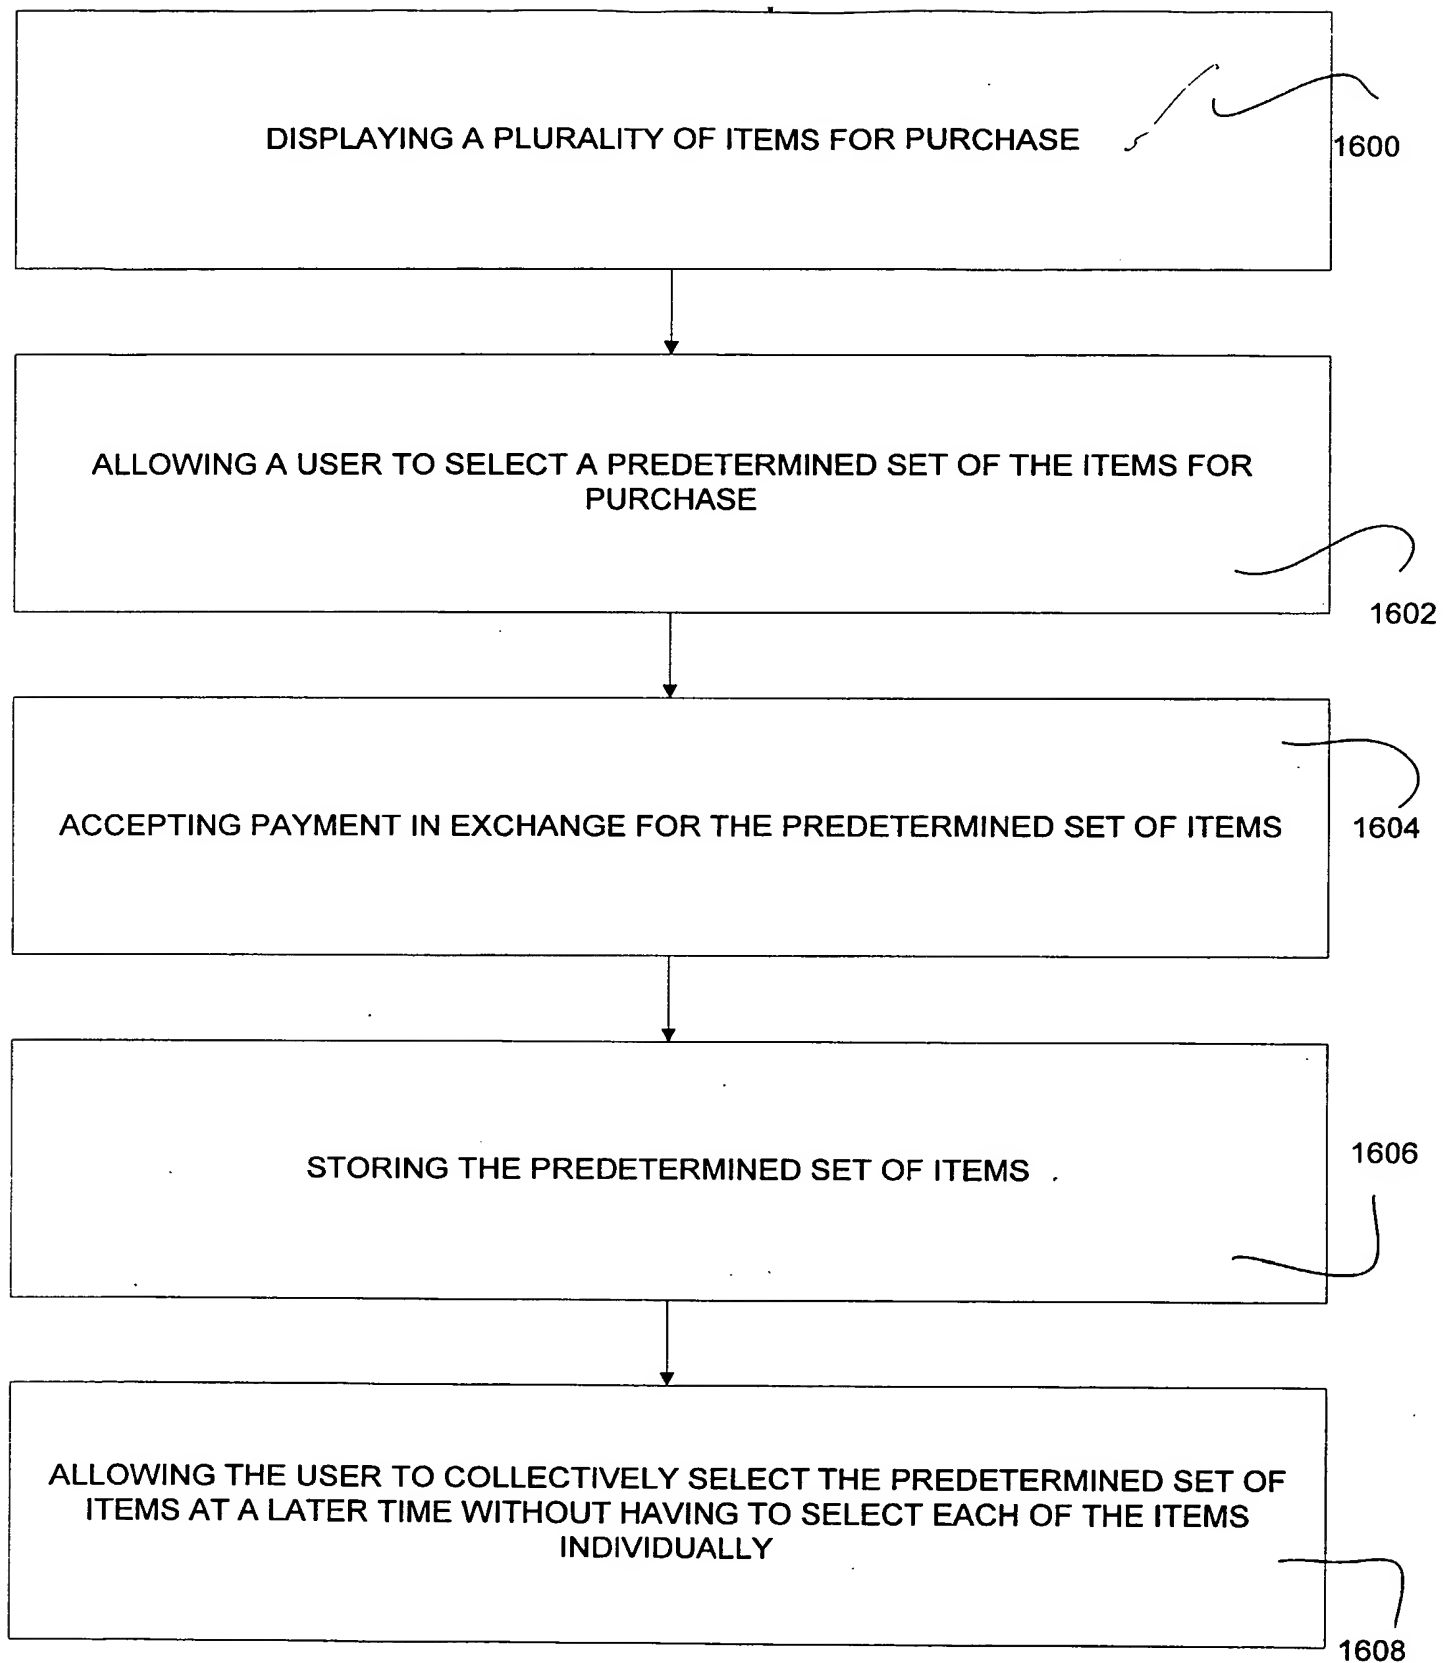 DISPLAYING A PLURALITY OF ITEMS FOR PURCHASE
1600
ALLOWING A USER TO SELECT A PREDETERMINED SET OF THE ITEMS FOR
PURCHASE
1602
ACCEPTING PAYMENT IN EXCHANGE FOR THE PREDETERMINED SET OF ITEMS
1604
STORING THE PREDETERMINED SET OF ITEMS
1606
ALLOWING THE USER TO COLLECTIVELY SELECT THE PREDETERMINED SET OF
ITEMS AT A LATER TIME WITHOUT HAVING TO SELECT EACH OF THE ITEMS
INDIVIDUALLY
1608